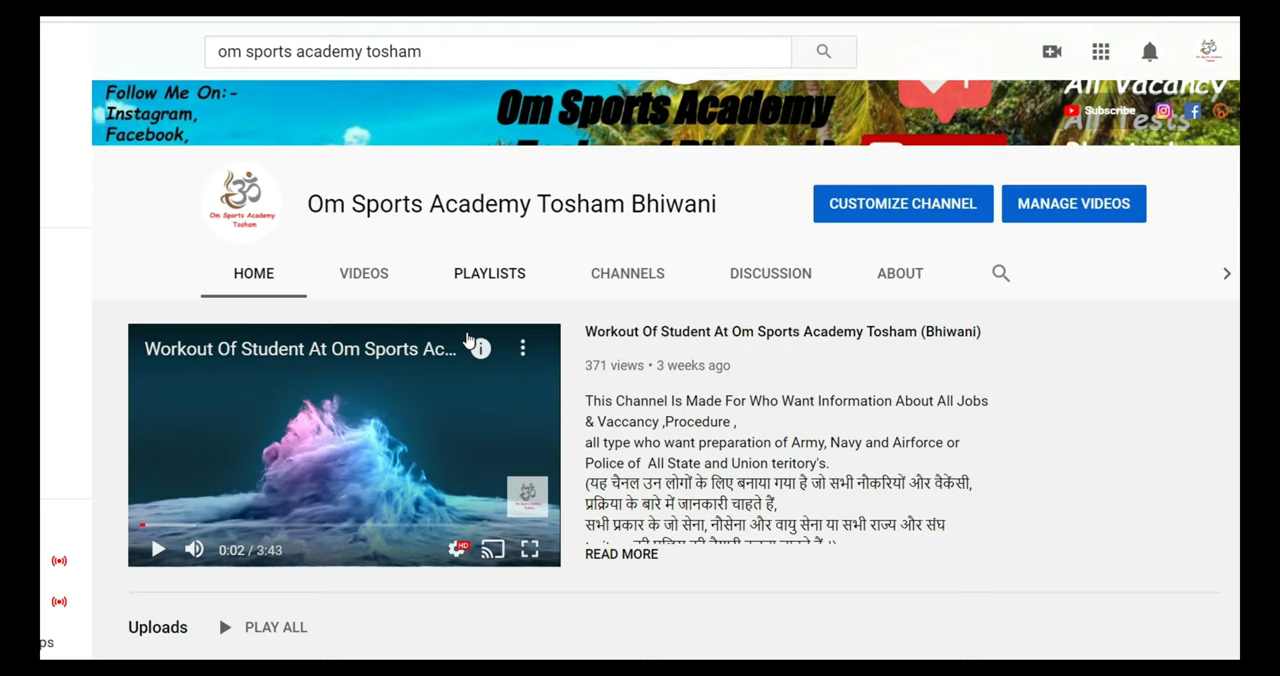 om sports academy tosham
Follow Me On:-
Instagram,
Facebook,
Om Sports Academy
All Vacancy
Subscribe
All Tests
Om Sports Academy
Tosham
Om Sports Academy Tosham Bhiwani
CUSTOMIZE CHANNEL
MANAGE VIDEOS
HOME
VIDEOS
PLAYLISTS
CHANNELS
DISCUSSION
ABOUT
Workout Of Student At Om Sports Ac...
0:02 / 3:43
HD
Workout Of Student At Om Sports Academy Tosham (Bhiwani)
371 views • 3 weeks ago
This Channel Is Made For Who Want Information About All Jobs
& Vaccancy ,Procedure ,
all type who want preparation of Army, Navy and Airforce or
Police of All State and Union teritory's.
(यह चैनल उन लोगों के लिए बनाया गया है जो सभी नौकरियों और वैकेंसी,
प्रक्रिया के बारे में जानकारी चाहते हैं,
सभी प्रकार के जो सेना, नौसेना और वायु सेना या सभी राज्य और संघ
READ MORE
Uploads
PLAY ALL
ps